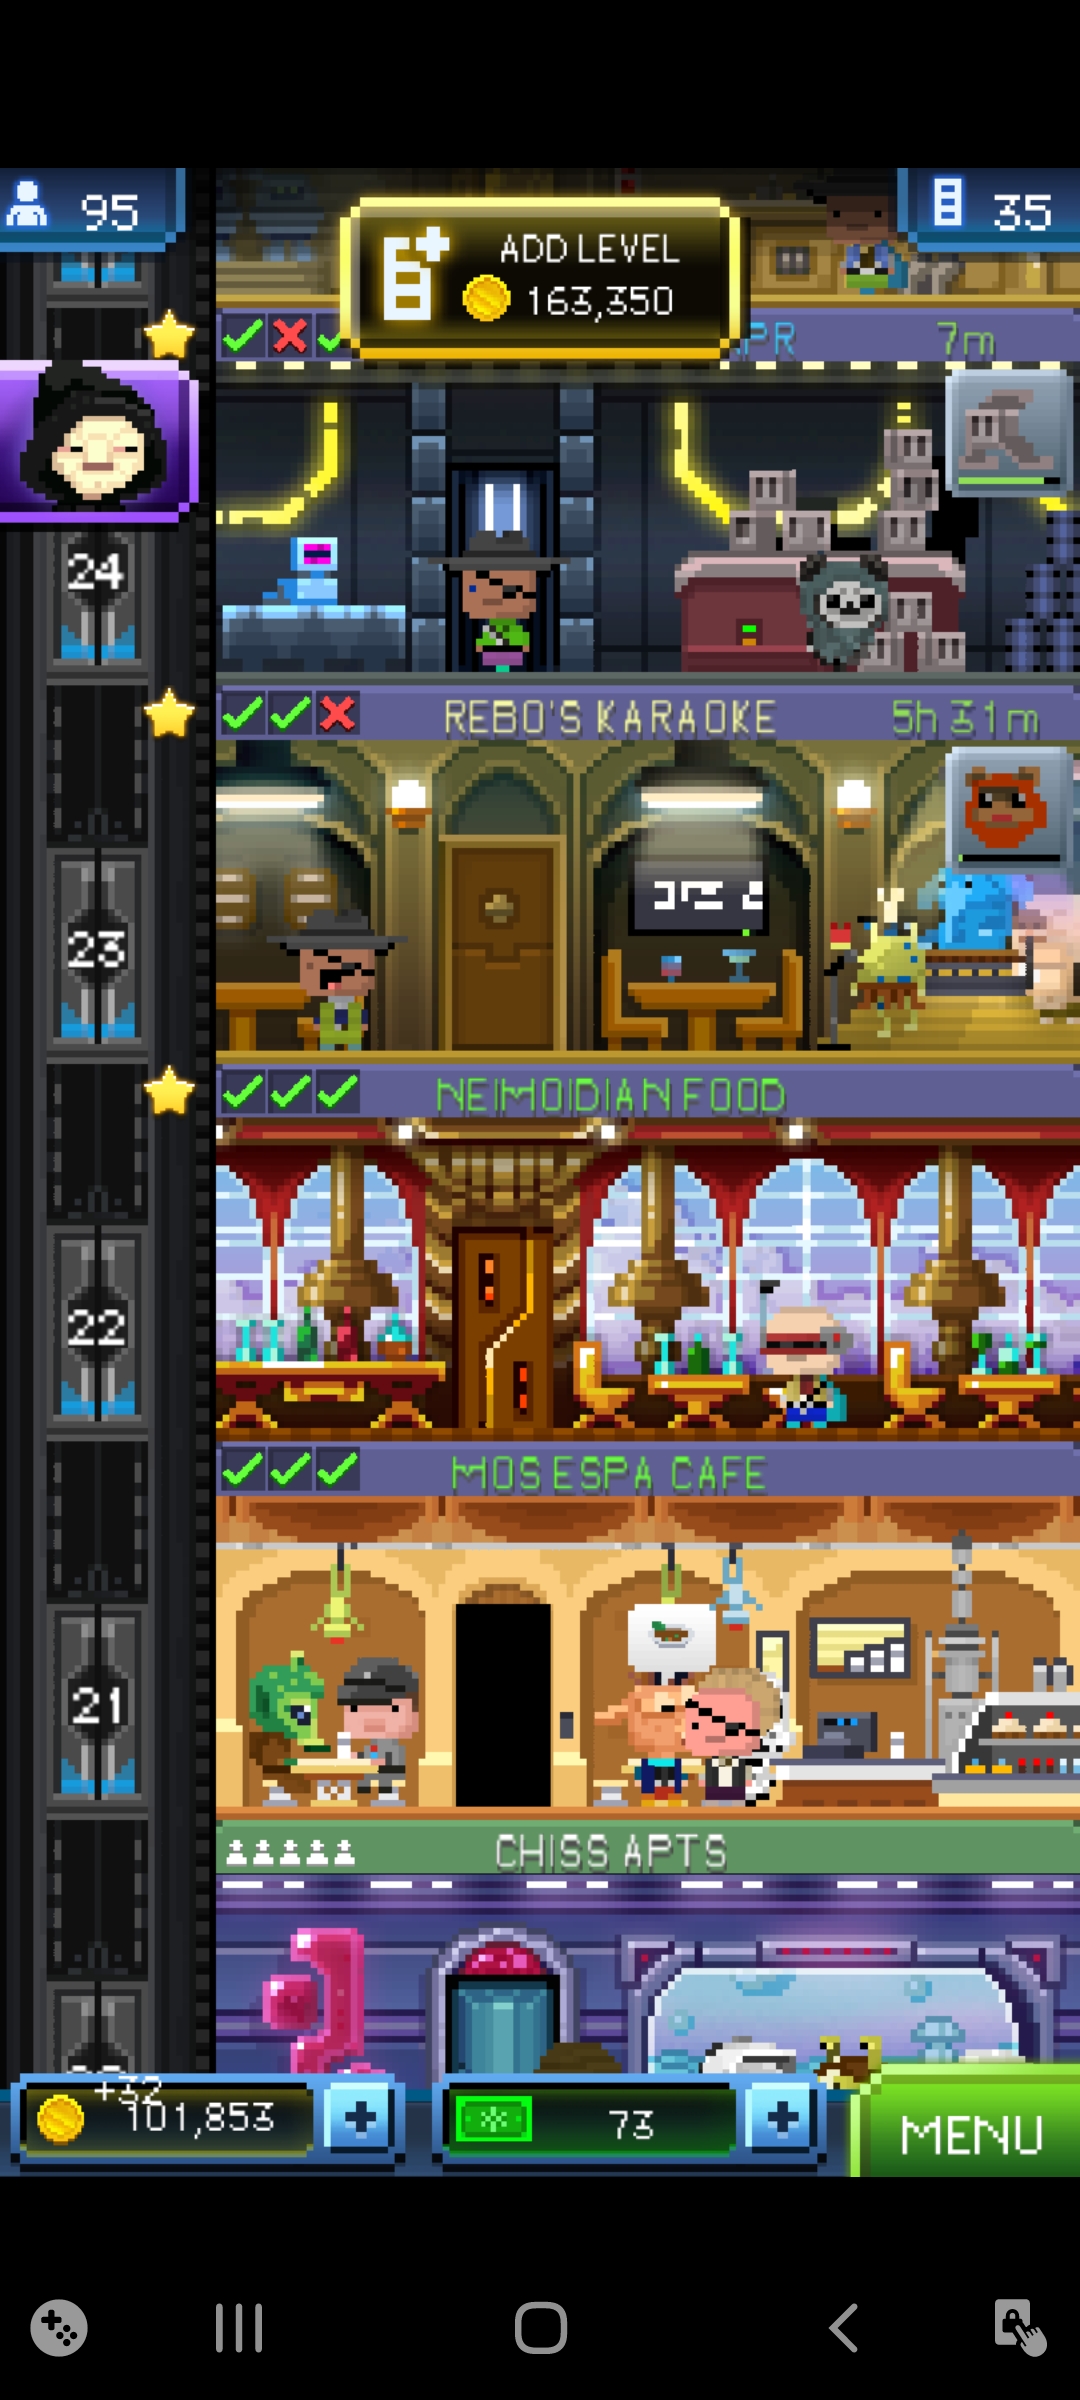 95
ADD LEVEL
163,350
35
7m
24
REBO'S KARAOKE
5h 31m
23
NEIMOIDIAN FOOD
22
MOS ESPA CAFE
21
CHISS APTS
+32
101,853
73
MENU